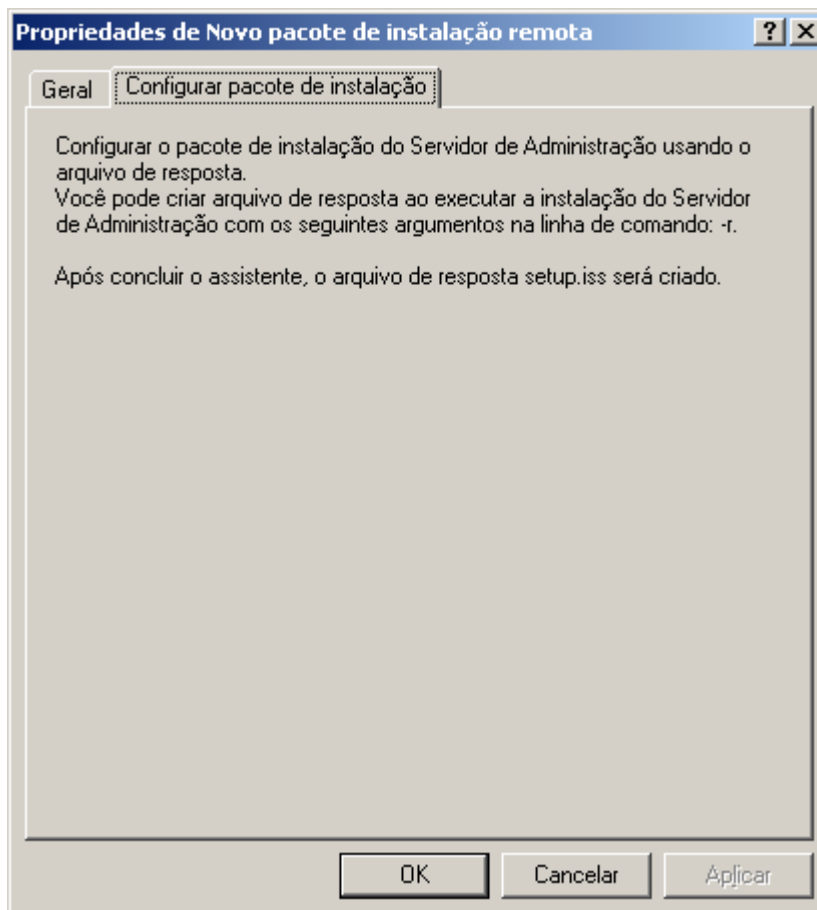 Propriedades de Novo pacote de instalação remota
Geral
Configurar pacote de instalação
Configurar o pacote de instalação do Servidor de Administração usando o
arquivo de resposta.
Você pode criar arquivo de resposta ao executar a instalação do Servidor
de Administração com os seguintes argumentos na linha de comando: -r.
Após concluir o assistente, o arquivo de resposta setup.iss será criado.
OK
Cancelar
Aplicar